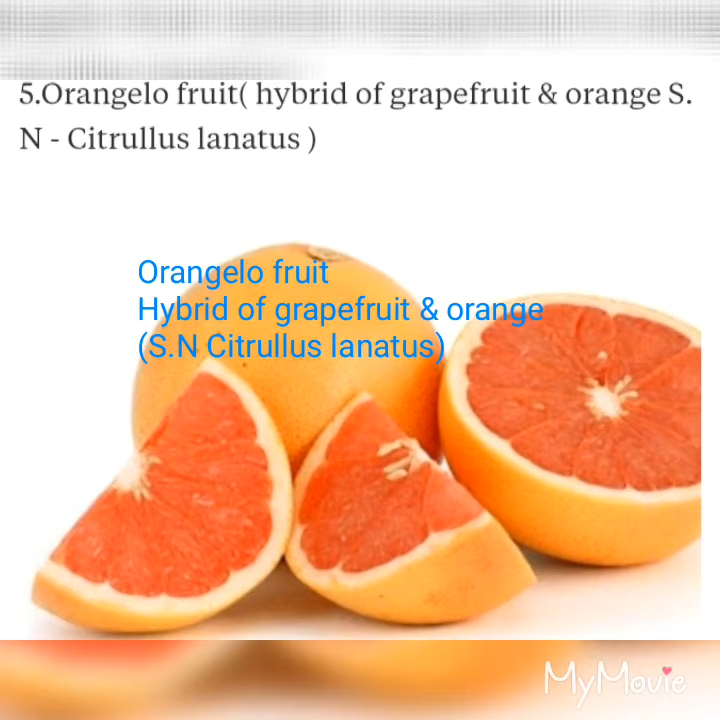 5.Orangelo fruit( hybrid of grapefruit & orange S.
N - Citrullus lanatus )
Orangelo fruit
Hybrid of grapefruit & orange
(S.N Citrullus lanatus)
MyMovie